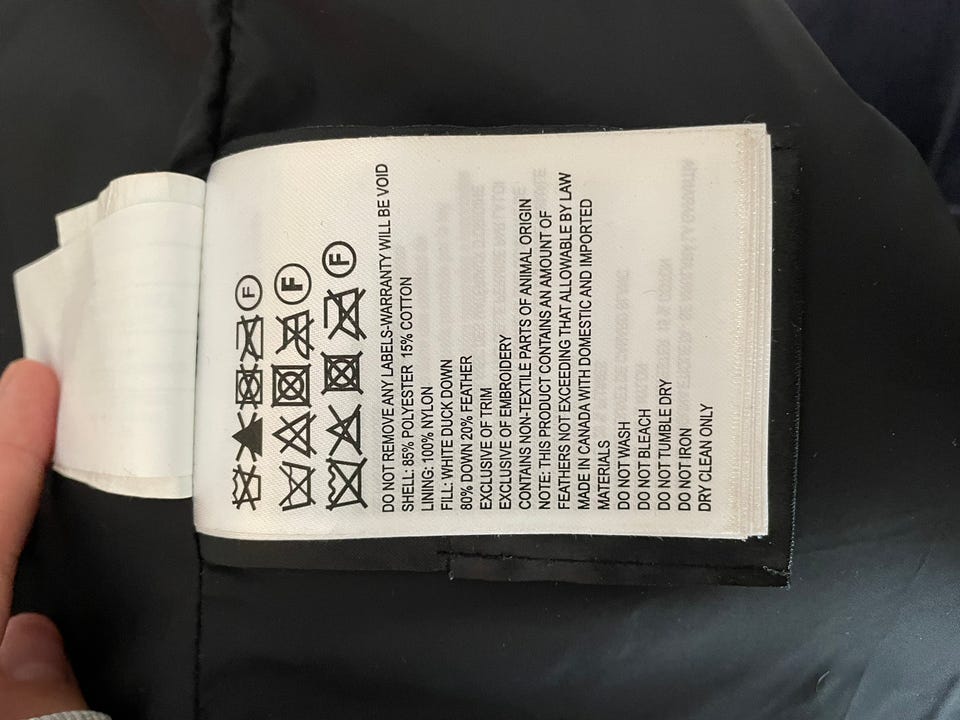 F
F
F
DO NOT REMOVE ANY LABELS-WARRANTY WILL BE VOID
SHELL: 85% POLYESTER 15% COTTON
LINING: 100% NYLON
FILL: WHITE DUCK DOWN
80% DOWN 20% FEATHER
EXCLUSIVE OF TRIM
EXCLUSIVE OF EMBROIDERY
CONTAINS NON-TEXTILE PARTS OF ANIMAL ORIGIN
NOTE: THIS PRODUCT CONTAINS AN AMOUNT OF
FEATHERS NOT EXCEEDING THAT ALLOWABLE BY LAW
MADE IN CANADA WITH DOMESTIC AND IMPORTED
MATERIALS
DO NOT WASH
DO NOT BLEACH
DO NOT TUMBLE DRY
DO NOT IRON
DRY CLEAN ONLY